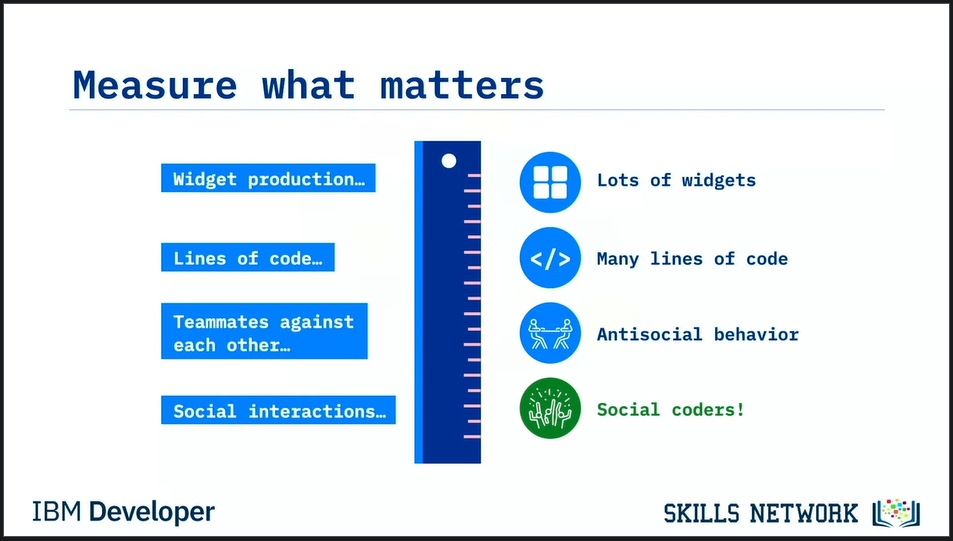 Measure what matters
Widget production…
Lots of widgets
Lines of code…
</>
Many lines of code
Teammates against
each other…
Antisocial behavior
Social interactions…
Social coders!
IBM Developer
SKILLS NETWORK